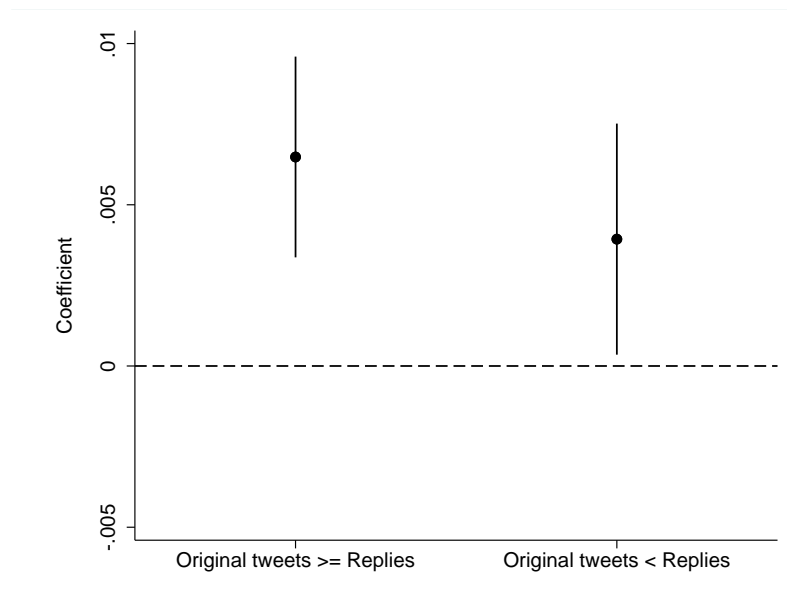 .01
.005
0
-.005
Coefficient
Original tweets >= Replies
Original tweets < Replies